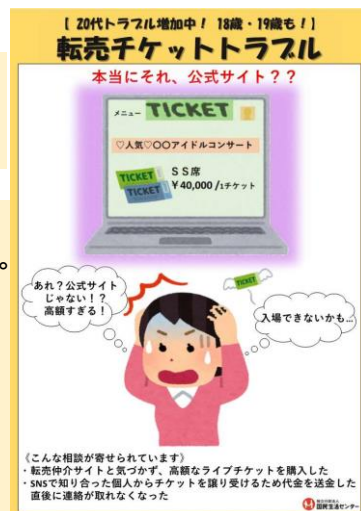 【 20代トラブル増加中！ 18歳・19歳も！】
転売チケットトラブル
本当にそれ、公式サイト？？
メニュー TICKET
♡人気♡〇〇アイドルコンサート
TICKET
TICKET
ＳＳ席
￥40,000 /1チケット
。
あれ？公式サイト
じゃない！？
高額すぎる！
TICKET
入場できないかも…
《こんな相談が寄せられています》
・転売仲介サイトと気づかず、高額なライブチケットを購入した
・SNSで知り合った個人からチケットを譲り受けるため代金を送金した
直後に連絡が取れなくなった
独立行政法人
国民生活センター